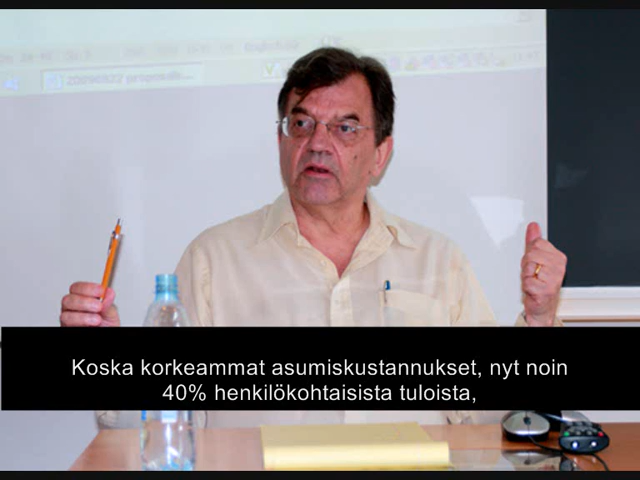 Koska korkeammat asumiskustannukset, nyt noin
40% henkilökohtaisista tuloista,